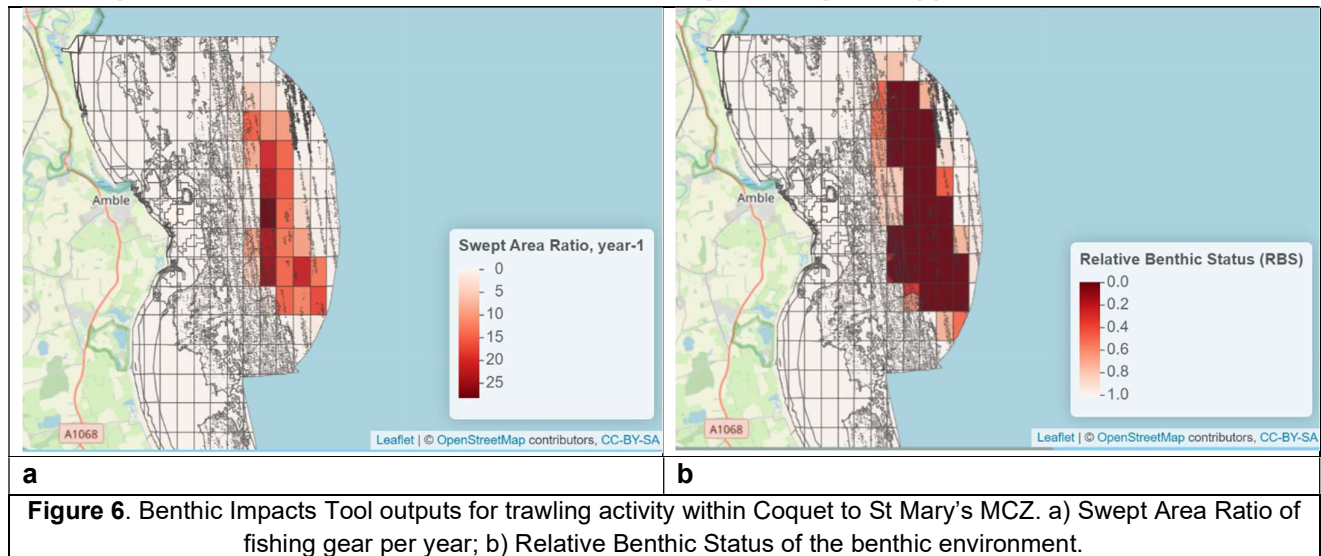 Amble
A1068
Swept Area Ratio, year-1
0
5
10
15
20
25
Leaflet | © OpenStreetMap contributors, CC-BY-SA
Amble
A1068
Relative Benthic Status (RBS)
0.0
0.2
0.4
0.6
0.8
1.0
Leaflet | © OpenStreetMap contributors, CC-BY-SA
a
b
Figure 6. Benthic Impacts Tool outputs for trawling activity within Coquet to St Mary's MCZ. a) Swept Area Ratio of
fishing gear per year; b) Relative Benthic Status of the benthic environment.